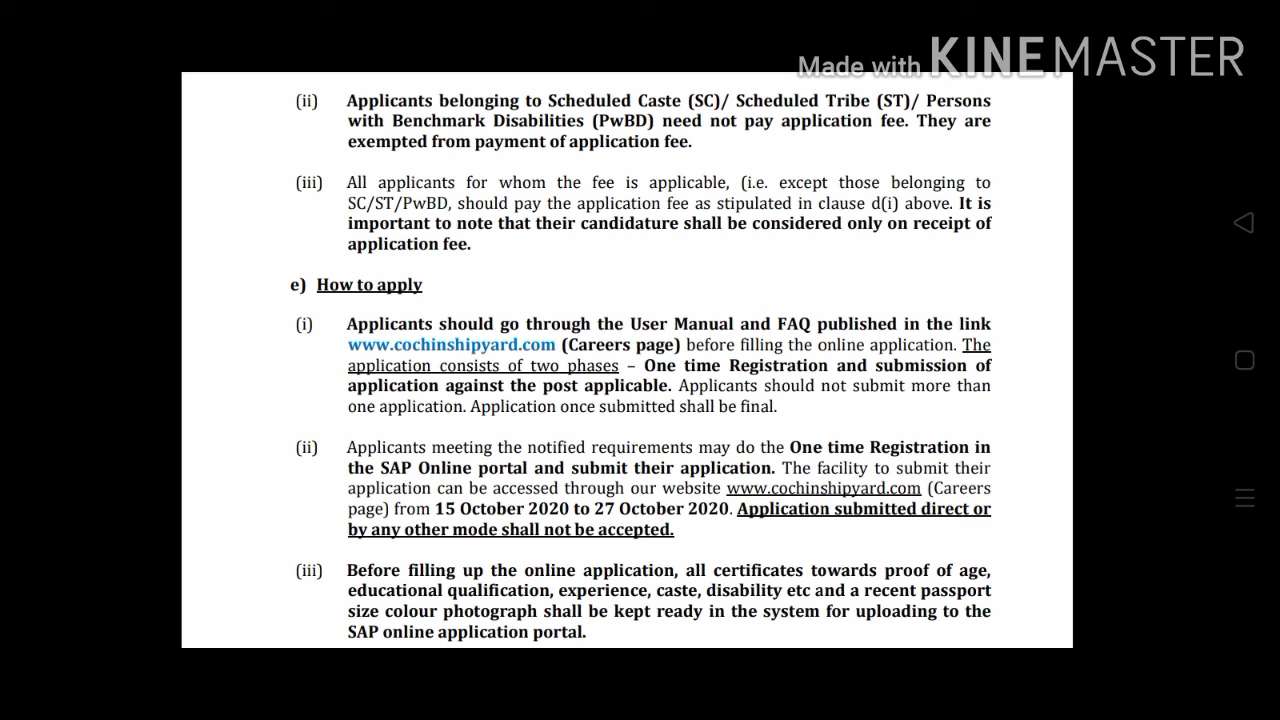 Made with KINEMASTER
(ii) Applicants belonging to Scheduled Caste (SC)/ Scheduled Tribe (ST)/ Persons
with Benchmark Disabilities (PwBD) need not pay application fee. They are
exempted from payment of application fee.
(iii) All applicants for whom the fee is applicable, (i.e. except those belonging to
SC/ST/PwBD, should pay the application fee as stipulated in clause d(i) above. It is
important to note that their candidature shall be considered only on receipt of
application fee.
e) How to apply
(i) Applicants should go through the User Manual and FAQ published in the link
www.cochinshipyard.com (Careers page) before filling the online application. The
application consists of two phases – One time Registration and submission of
application against the post applicable. Applicants should not submit more than
one application. Application once submitted shall be final.
(ii) Applicants meeting the notified requirements may do the One time Registration in
the SAP Online portal and submit their application. The facility to submit their
application can be accessed through our website www.cochinshipyard.com (Careers
page) from 15 October 2020 to 27 October 2020. Application submitted direct or
by any other mode shall not be accepted.
(iii) Before filling up the online application, all certificates towards proof of age,
educational qualification, experience, caste, disability etc and a recent passport
size colour photograph shall be kept ready in the system for uploading to the
SAP online application portal.